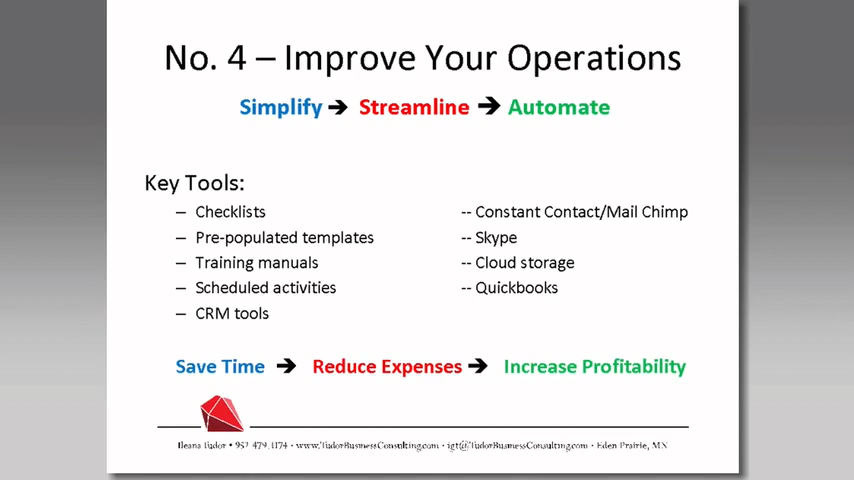 No. 4 – Improve Your Operations
Simplify → Streamline → Automate
Key Tools:
– Checklists
– Pre-populated templates
– Training manuals
– Scheduled activities
– CRM tools
-- Constant Contact/Mail Chimp
-- Skype
-- Cloud storage
-- Quickbooks
Save Time → Reduce Expenses → Increase Profitability
Ileana Tudor • 952-479-1174 • www.TudorBusinessConsulting.com • igt@TudorBusinessConsulting.com • Eden Prairie, MN